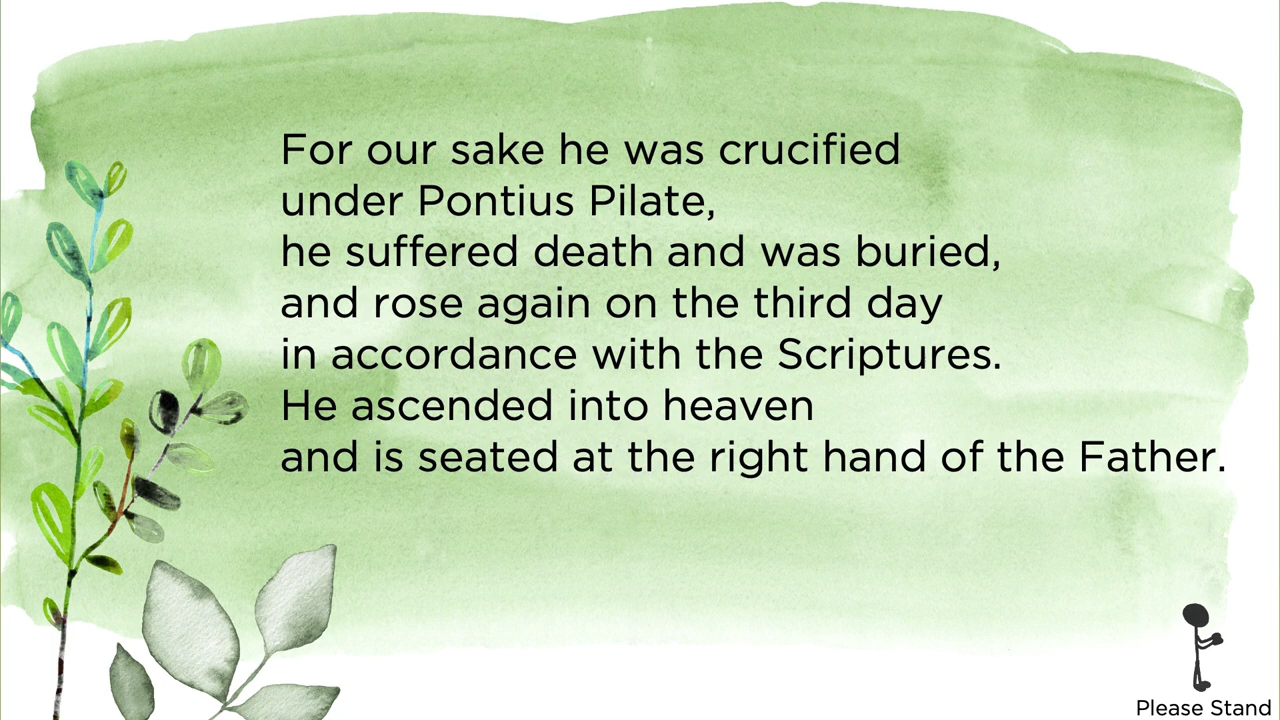 For our sake he was crucified
under Pontius Pilate,
he suffered death and was buried,
and rose again on the third day
in accordance with the Scriptures.
He ascended into heaven
and is seated at the right hand of the Father.
Please Stand